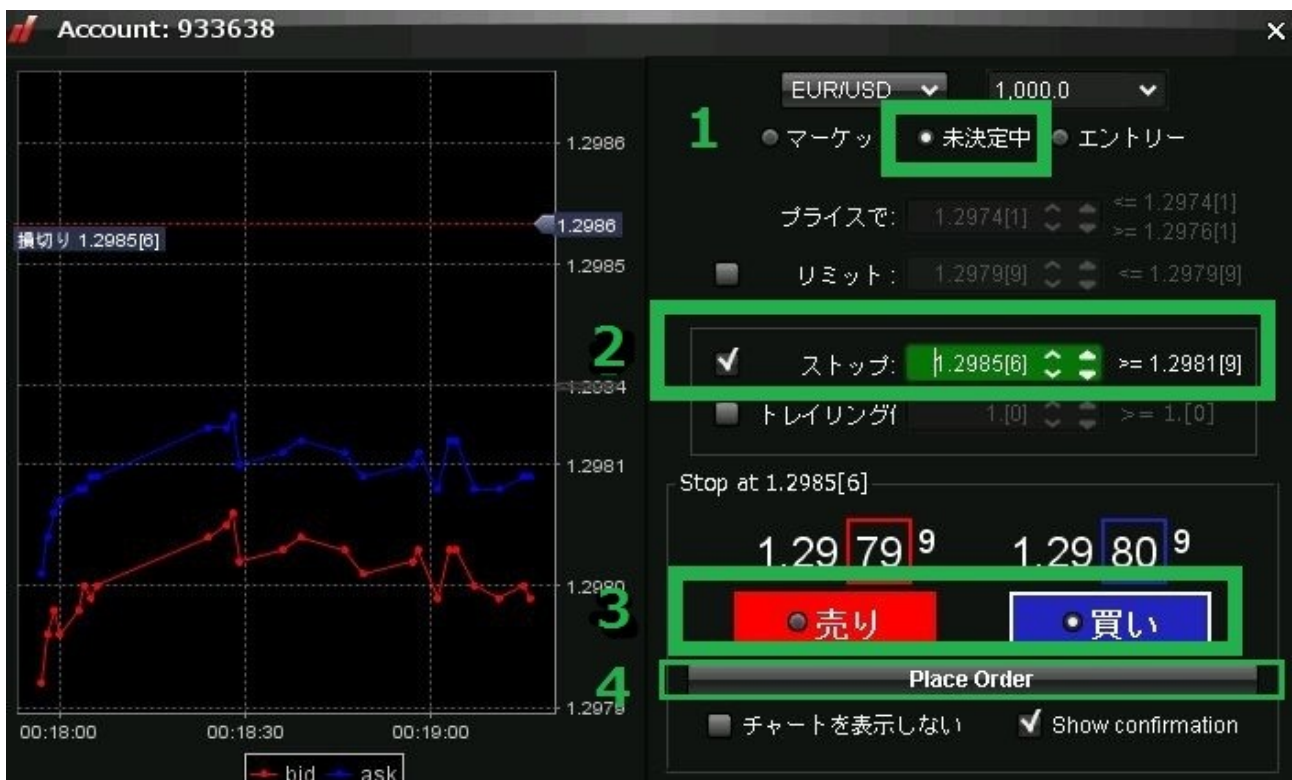 Account: 933638
EUR/USD 1,000.0
1 マーケッ 未決定中 エントリー
1.2986
プライスで: 1.2974[1] <= 1.2974[1]
>= 1.2976[1]
1.2986
損切り 1.2985[6]
1.2985
リミット: 1.2979[9] <= 1.2979[9]
2 ストップ: 1.2985[6] >= 1.2981[9]
トレイリング 1.[0] >= 1.[0]
1.2981
Stop at 1.2985[6]
1.29 79 9 1.29 80 9
1.2980
3 売り 買い
4 Place Order
00:18:00 00:18:30 00:19:00
チャートを表示しない Show confirmation
bid ask